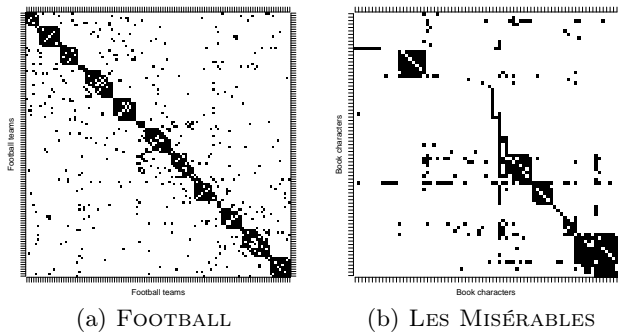 Football teams
Football teams
(a) FOOTBALL
Book characters
Book characters
(b) LES MISÉRABLES